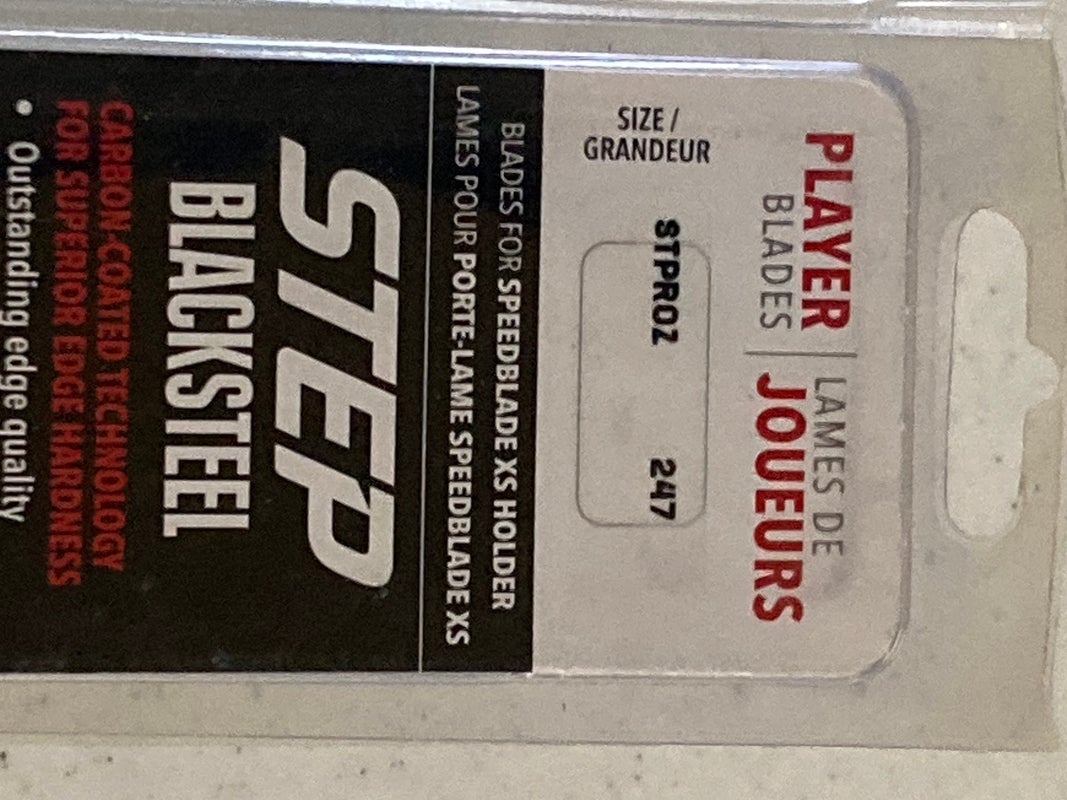 PLAYER | LAMES DE
BLADES | JOUEURS
SIZE /
GRANDEUR
STPROZ 247
BLADES FOR SPEEDBLADE XS HOLDER
LAMES POUR PORTE-LAME SPEEDBLADE XS
STEP
BLACKSTEEL
CARBON-COATED TECHNOLOGY
FOR SUPERIOR EDGE HARDNESS
• Outstanding edge quality